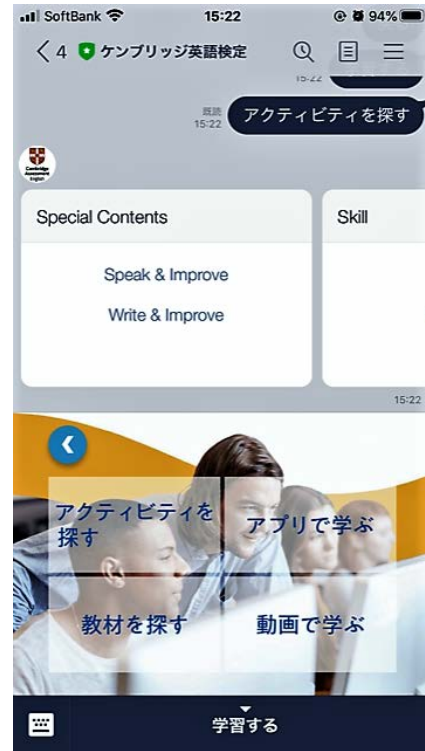 SoftBank 15:22 94%
4 ケンブリッジ英語検定
15:22
既読
15:22
アクティビティを探す
Cambridge
Assessment
English
Special Contents
Skill
Speak & Improve
Write & Improve
15:22
アクティビティを
探す
アプリで学ぶ
教材を探す
動画で学ぶ
学習する